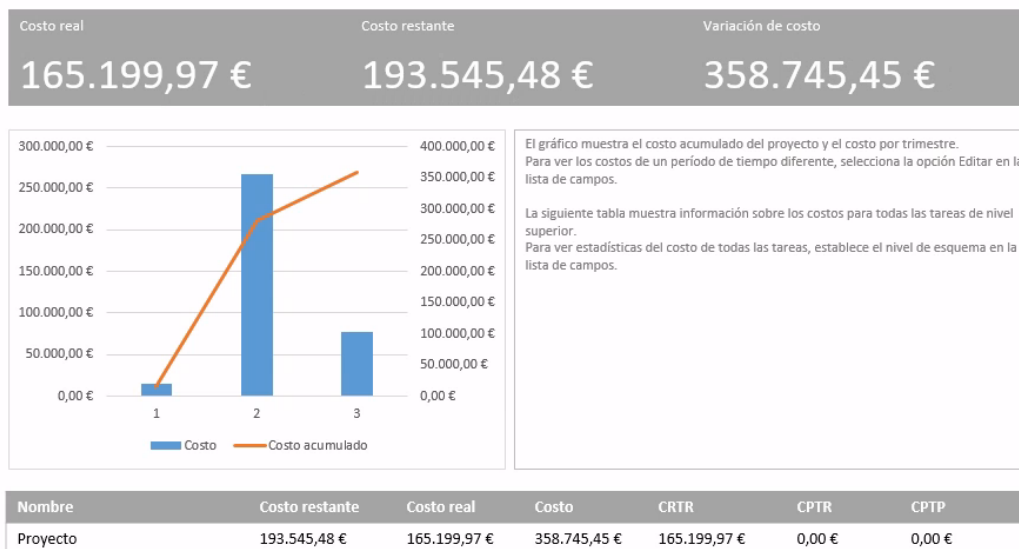 Costo real Costo restante Variación de costo
165.199,97 € 193.545,48 € 358.745,45 €
300.000,00 € 400.000,00 €
250.000,00 € 350.000,00 €
200.000,00 € 300.000,00 €
150.000,00 € 250.000,00 €
100.000,00 € 200.000,00 €
50.000,00 € 150.000,00 €
0,00 € 100.000,00 €
50.000,00 €
0,00 €
1 2 3
Costo Costo acumulado
El gráfico muestra el costo acumulado del proyecto y el costo por trimestre.
Para ver los costos de un período de tiempo diferente, selecciona la opción Editar en la
lista de campos.
La siguiente tabla muestra información sobre los costos para todas las tareas de nivel
superior.
Para ver estadísticas del costo de todas las tareas, establece el nivel de esquema en la
lista de campos.
Nombre Costo restante Costo real Costo CRTR CPTR CPTP
Proyecto 193.545,48 € 165.199,97 € 358.745,45 € 165.199,97 € 0,00 € 0,00 €